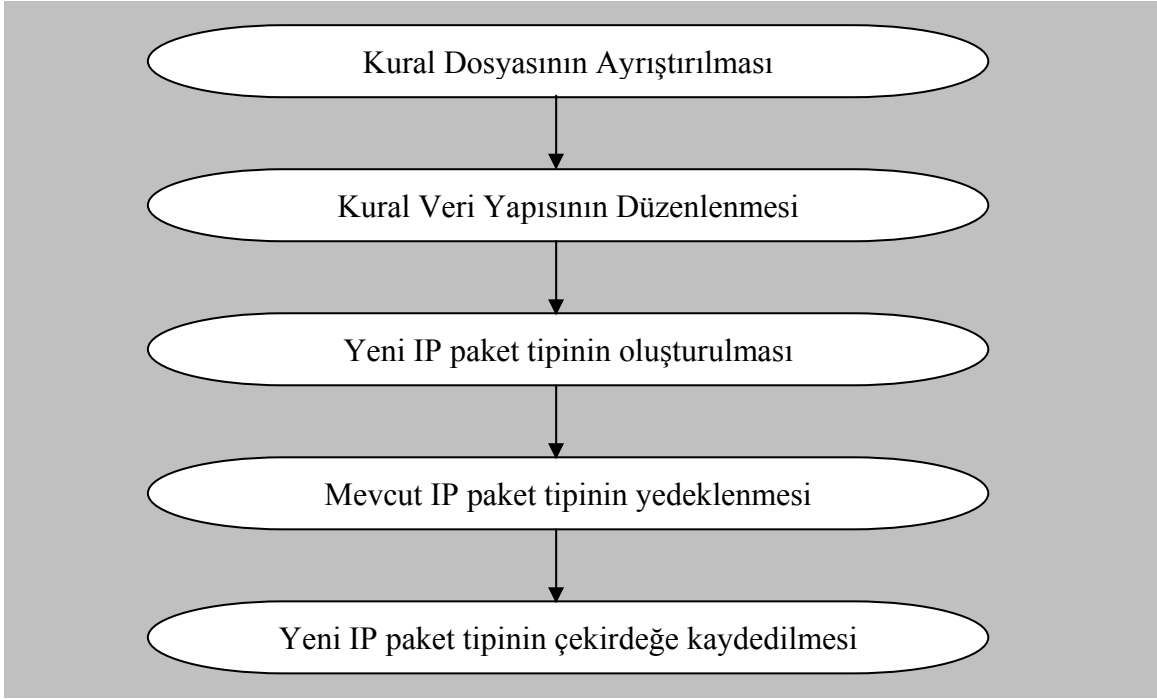 Kural Dosyasının Ayrıştırılması
Kural Veri Yapısının Düzenlenmesi
Yeni IP paket tipinin oluşturulması
Mevcut IP paket tipinin yedeklenmesi
Yeni IP paket tipinin çekirdeğe kaydedilmesi